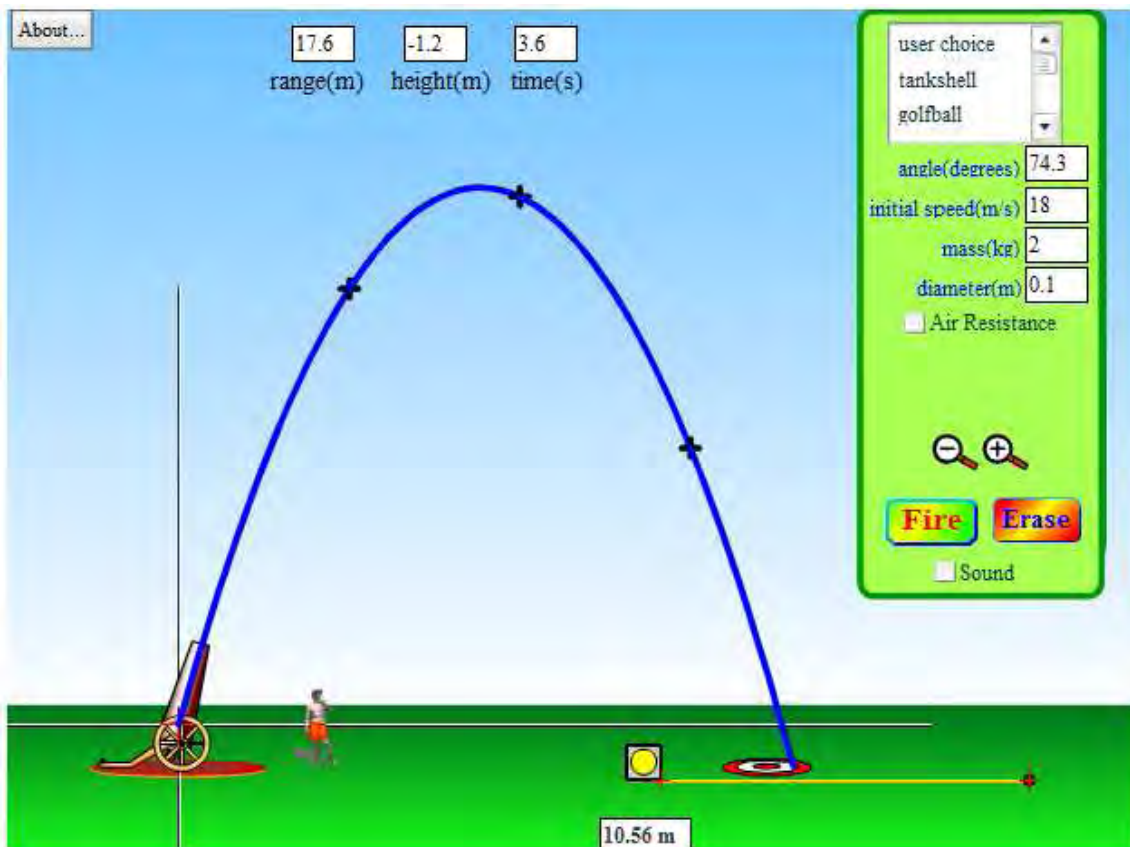 About...
17.6 -1.2 3.6
range(m) height(m) time(s)
user choice
tankshell
golfball
angle(degrees) 74.3
initial speed(m/s) 18
mass(kg) 2
diameter(m) 0.1
Air Resistance
Fire Erase
Sound
10.56 m